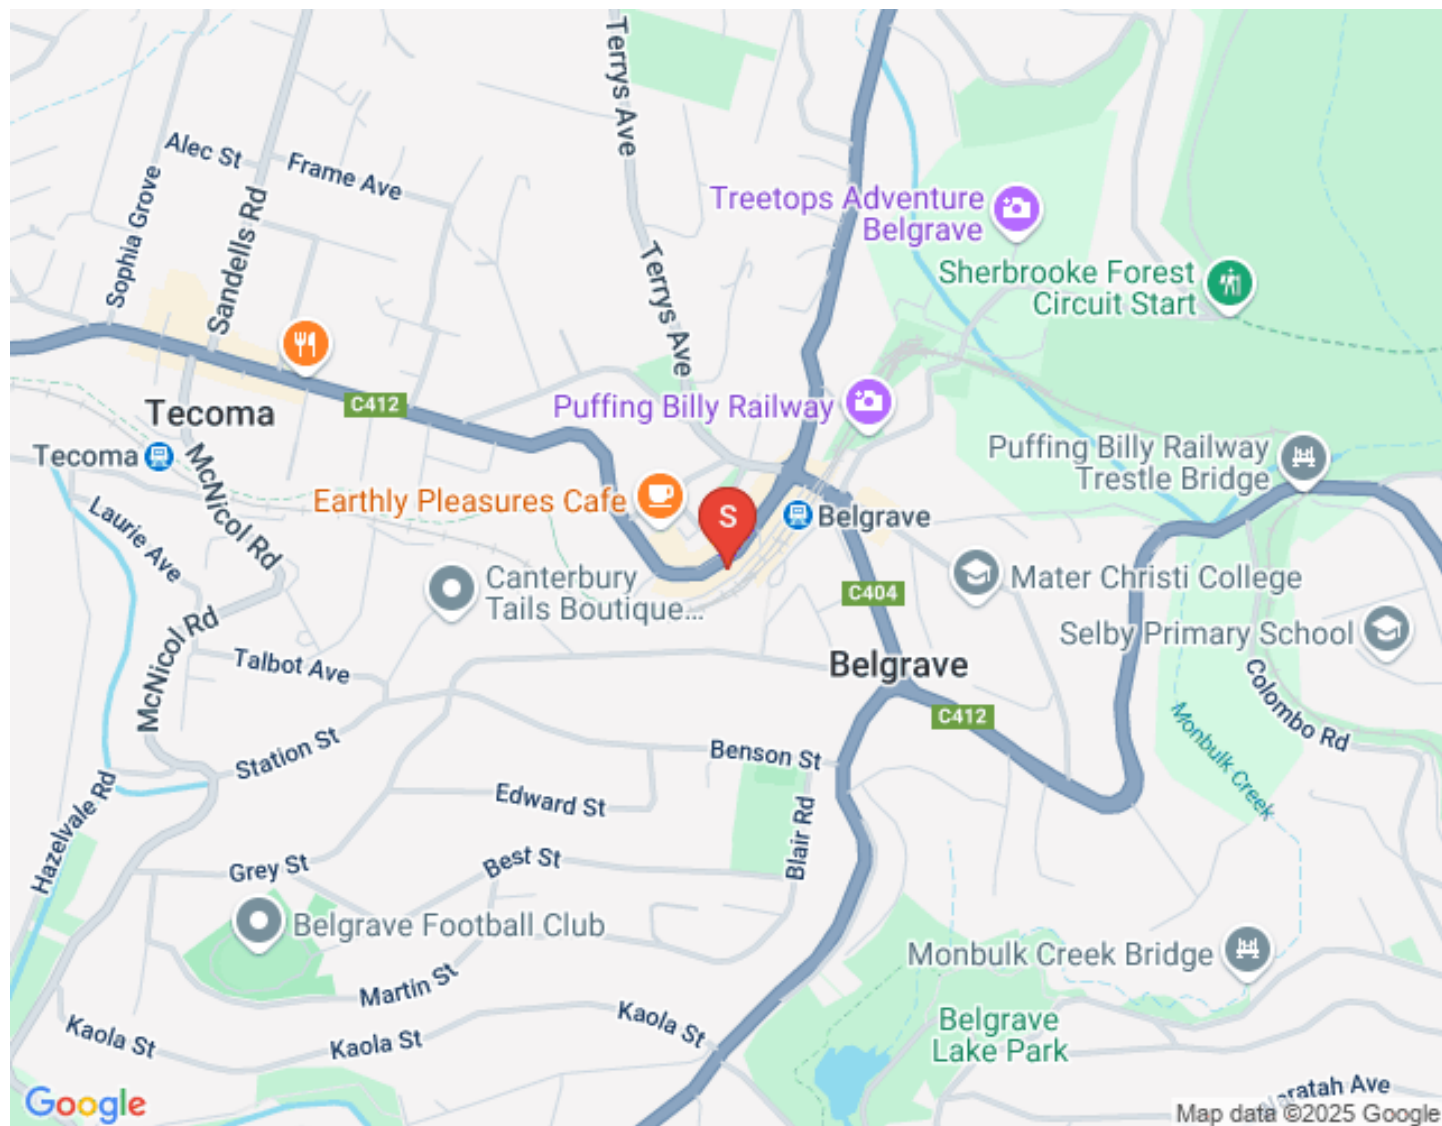 Terrys Ave
Alec St
Frame Ave
Sophia Grove
Sandells Rd
Treetops Adventure
Belgrave
Terrys Ave
Sherbrooke Forest
Circuit Start
C412
Tecoma
Puffing Billy Railway
Tecoma
McNicol Rd
Puffing Billy Railway
Trestle Bridge
Earthly Pleasures Cafe
S
Belgrave
Laurie Ave
Canterbury
Tails Boutique...
C404
Mater Christi College
Selby Primary School
McNicol Rd
Talbot Ave
Belgrave
C412
Colombo Rd
Monbulk Creek
Station St
Benson St
Edward St
Blair Rd
Hazelvale Rd
Grey St
Best St
Belgrave Football Club
Monbulk Creek Bridge
Martin St
Kaola St
Kaola St
Kaola St
Belgrave
Lake Park
Google
Map data ©2025 Google